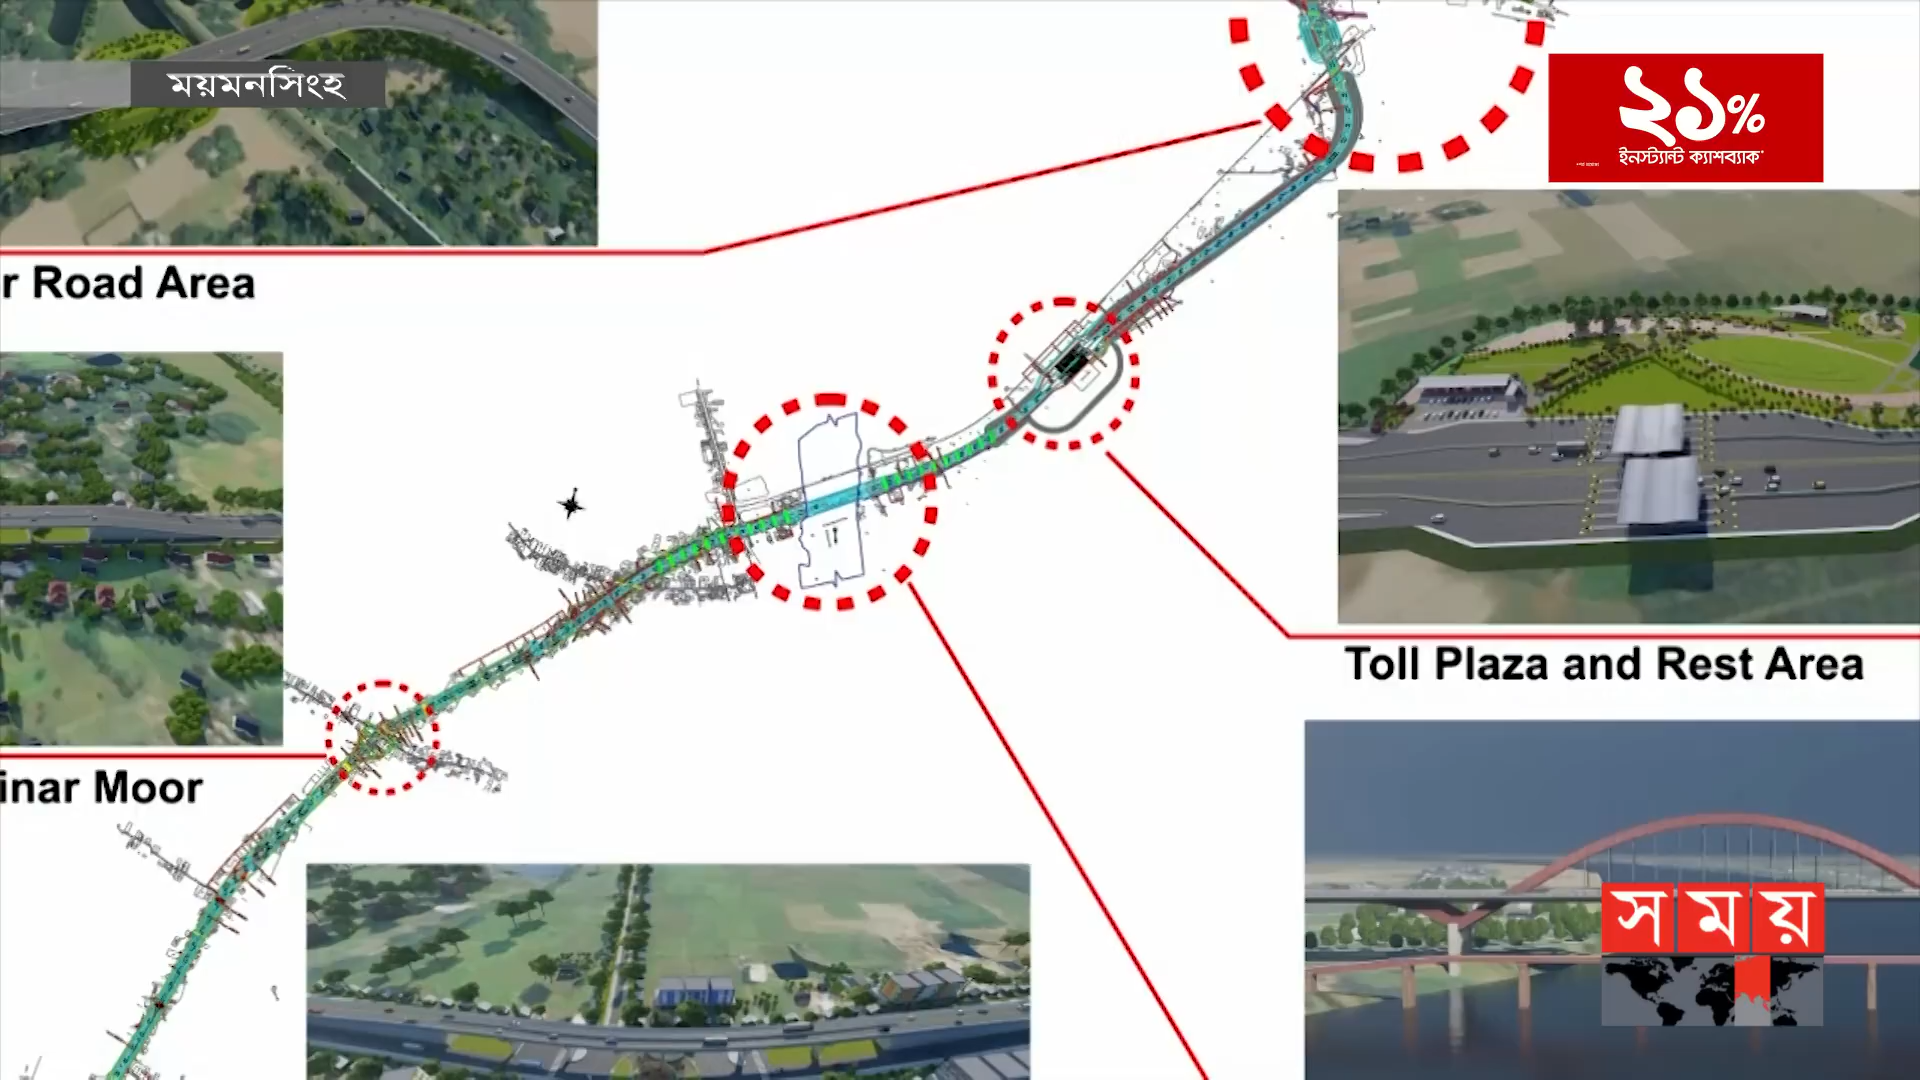 ময়মনসিংহ
২১%
ইনস্ট্যান্ট ক্যাশব্যাক*
r Road Area
Toll Plaza and Rest Area
inar Moor
সময়